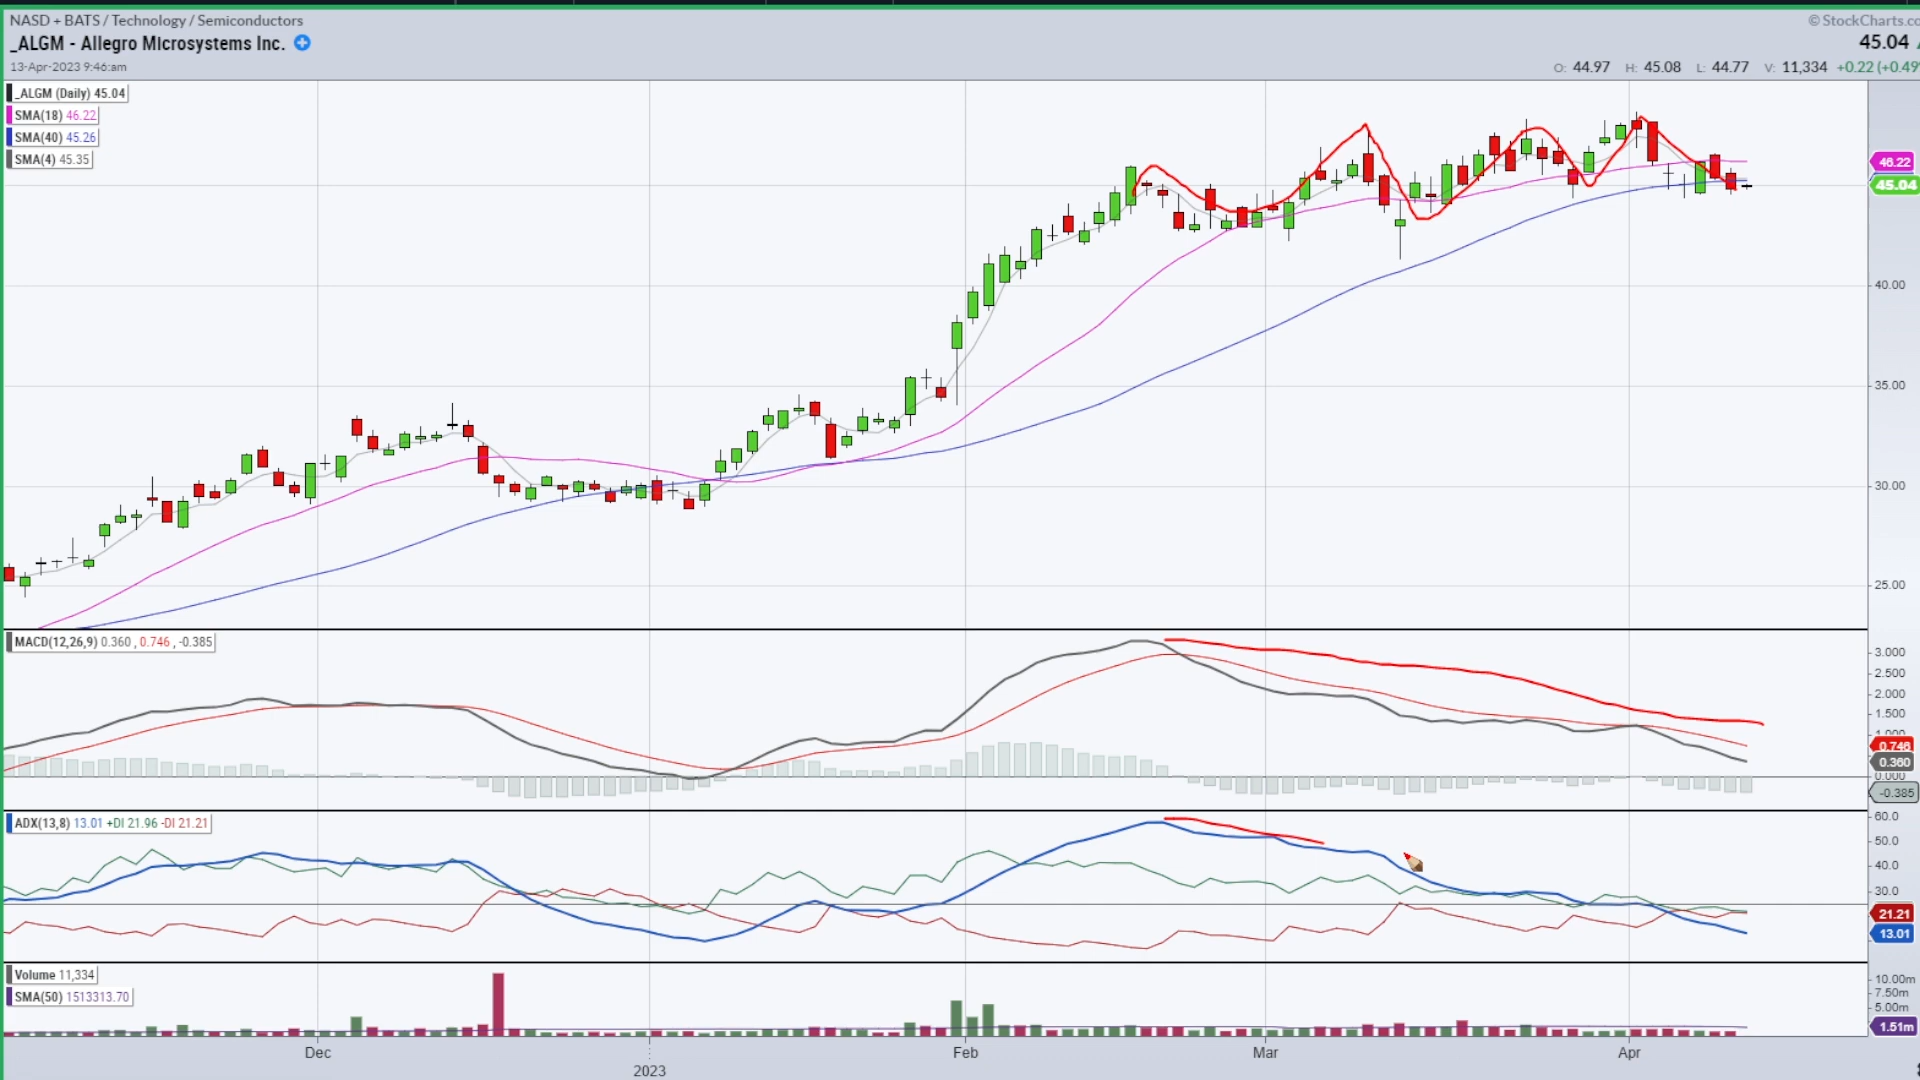 NASD + BATS / Technology / Semiconductors
© StockCharts.co
_ALGM - Allegro MIcrosystems Inc.
45.04
13-Apr-2023 9:46:am
O: 44.97 H: 45.08 L: 44.77 V: 11,334 +0.22 (+0.49
_ALGM (Daily) 45.04
SMA(18) 46.22
SMA(40) 45.26
SMA(4) 45.35
46.22
45.04
40.00
35.00
30.00
25.00
MACD(12,26,9) 0.360 , 0.746 , -0.385
3.000
2.500
2.000
1.500
1.000
0.746
0.360
0.000
-0.385
ADX(13,8) 13.01 +DI 21.96 -DI 21.21
60.0
50.0
40.0
30.0
21.21
13.01
Volume 11,334
SMA(50) 1513313.70
10.00m
7.50m
5.00m
1.51m
Dec
Feb
Mar
Apr
2023